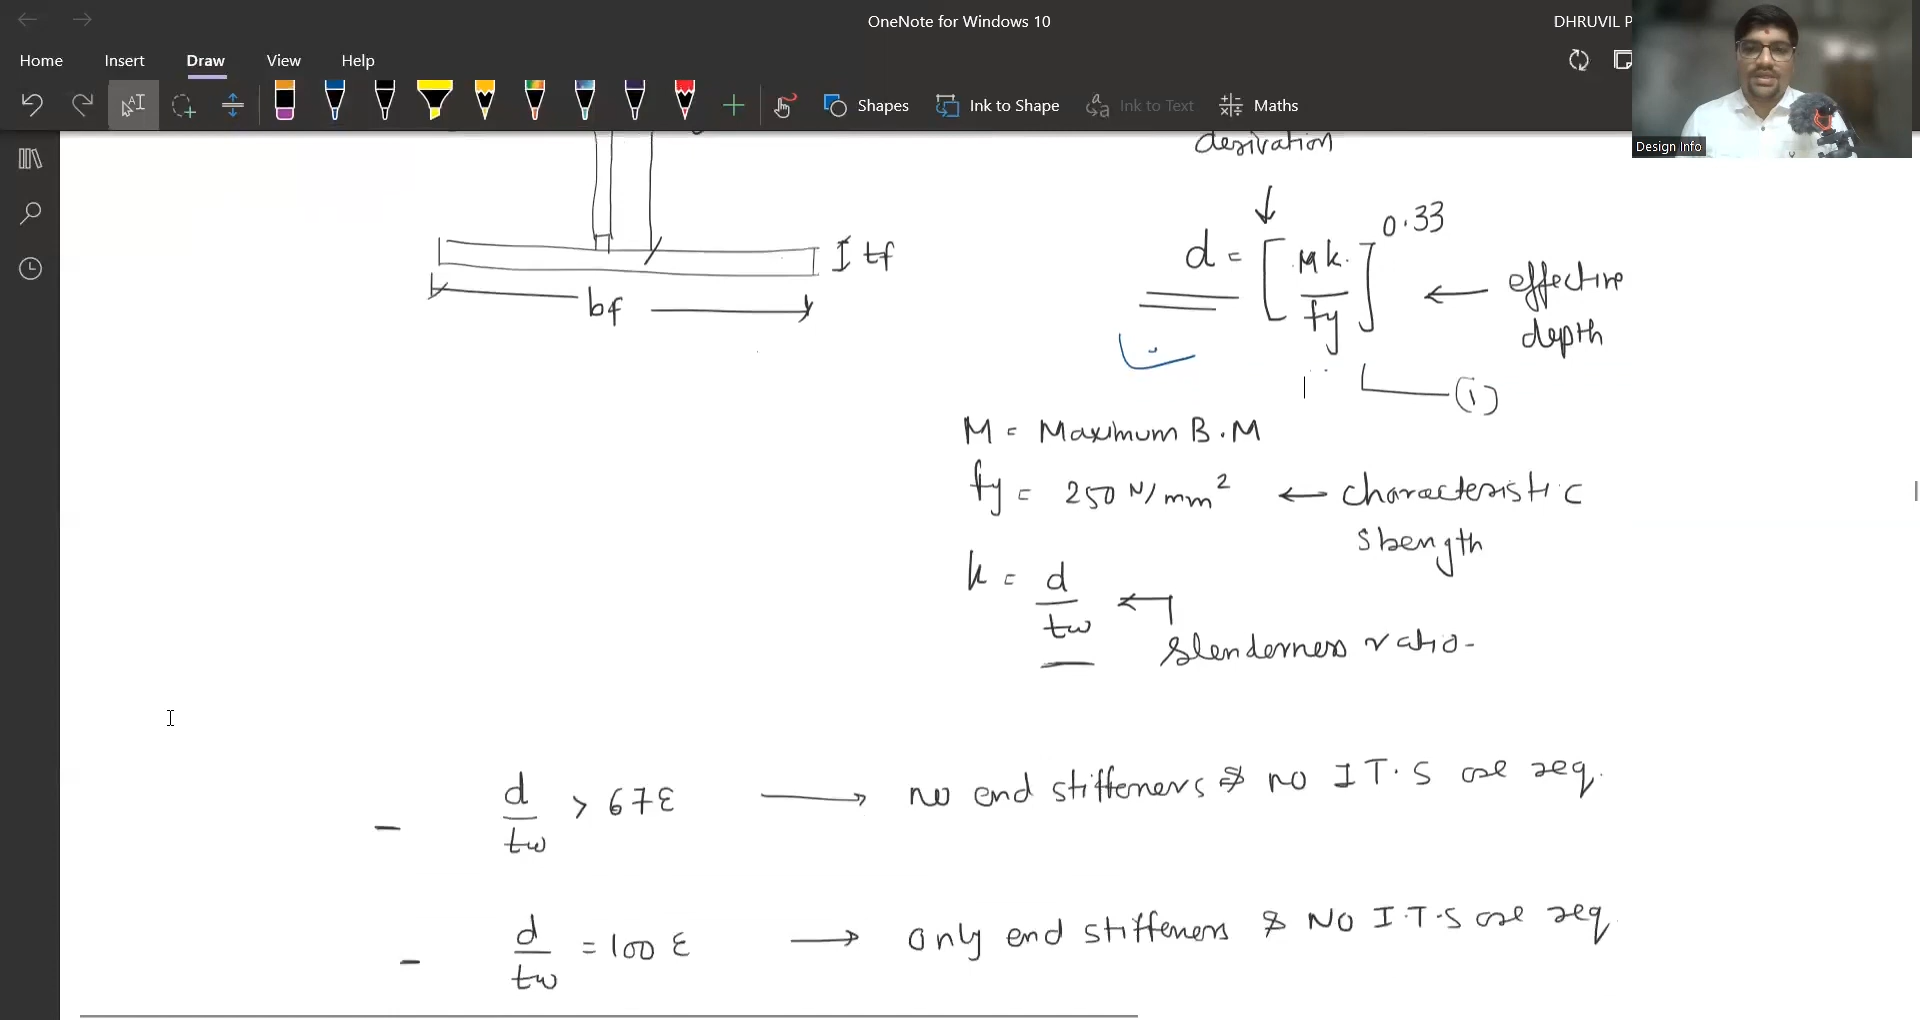 OneNote for Windows 10
DHRUVIL P
Home Insert Draw View Help
Shapes Ink to Shape Ink to Text Maths
Design Info
derivation
d = [Mk / fy]^0.33 ← effective depth
(1)
I tf
bf
M = Maximum B.M
fy = 250 N/mm² ← characteristic strength
k = d / tw ← slenderness ratio-
- d / tw > 67ε → no end stiffeners & no I T.S are req.
- d / tw = 100 ε → only end stiffeners & NO I.T.S are req